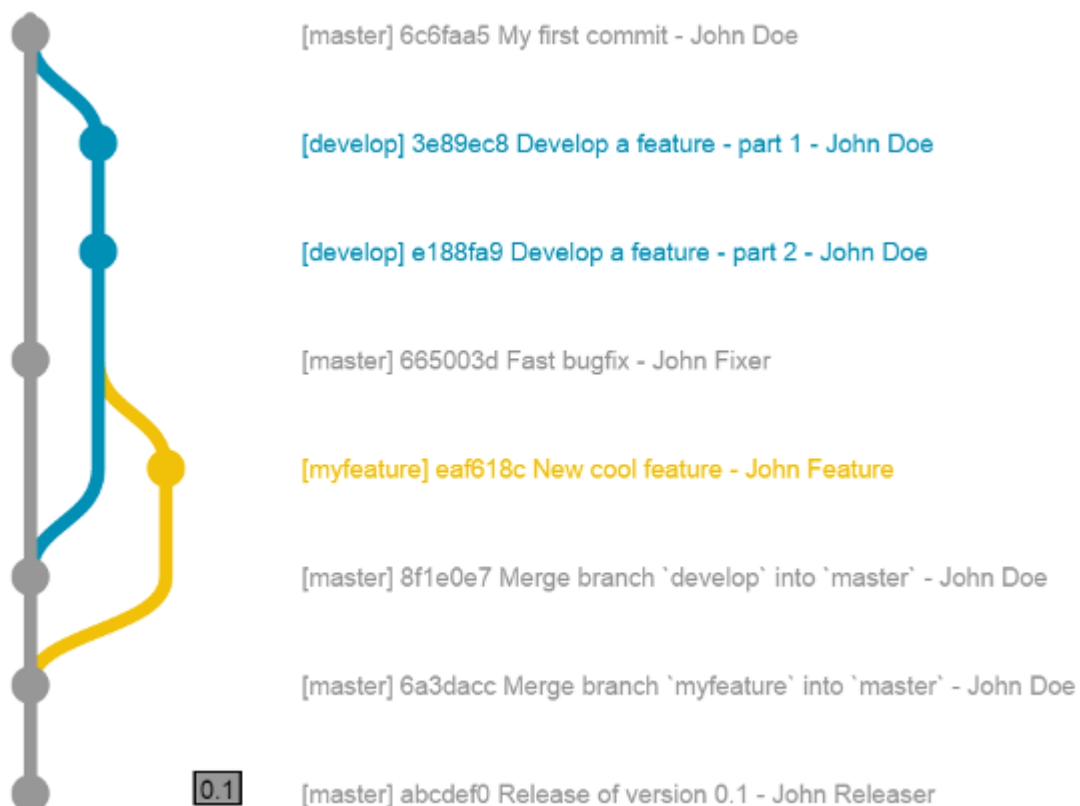 [master] 6c6faa5 My first commit - John Doe
[develop] 3e89ec8 Develop a feature - part 1 - John Doe
[develop] e188fa9 Develop a feature - part 2 - John Doe
[master] 665003d Fast bugfix - John Fixer
[myfeature] eaf618c New cool feature - John Feature
[master] 8f1e0e7 Merge branch `develop` into `master` - John Doe
[master] 6a3dacc Merge branch `myfeature` into `master` - John Doe
0.1 [master] abcdef0 Release of version 0.1 - John Releaser